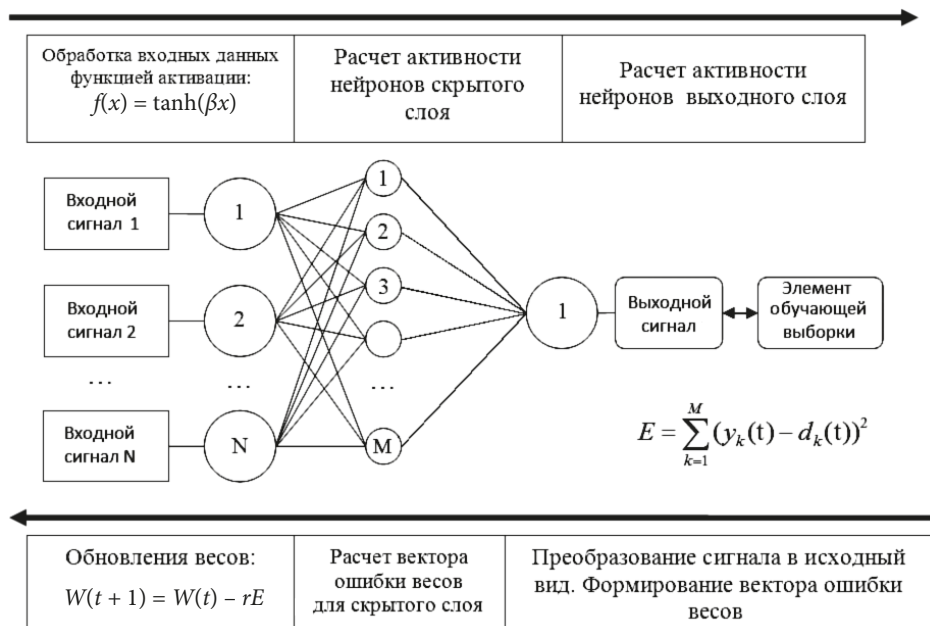 Обработка входных данных
функцией активации:
f(x) = tanh(βx)
Расчет активности
нейронов скрытого
слоя
Расчет активности
нейронов выходного слоя
Входной
сигнал 1
1
Входной
сигнал 2
2
...
...
Входной
сигнал N
N
1
2
3
...
M
1
Выходной
сигнал
Элемент
обучающей
выборки
E = ∑_{k=1}^{M} (y_k(t) − d_k(t))²
Обновления весов:
W(t + 1) = W(t) − rE
Расчет вектора
ошибки весов
для скрытого слоя
Преобразование сигнала в исходный
вид. Формирование вектора ошибки
весов